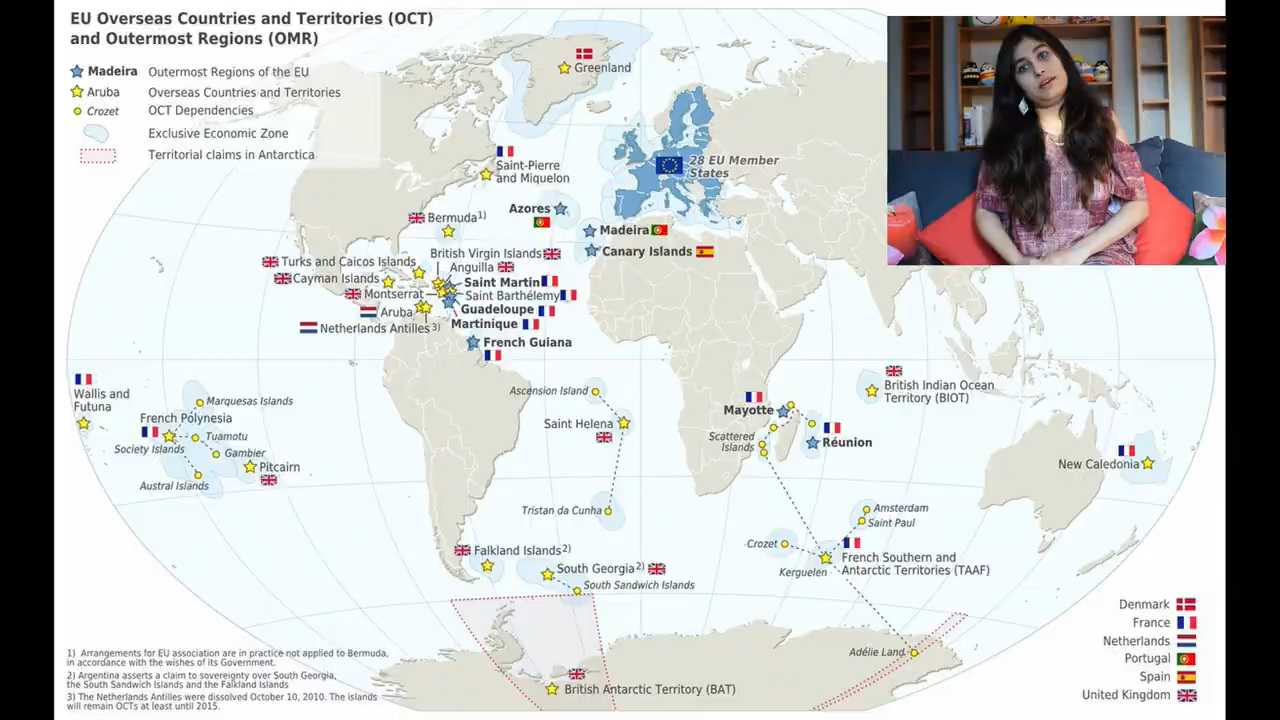 EU Overseas Countries and Territories (OCT)
and Outermost Regions (OMR)
Madeira Outermost Regions of the EU
Aruba Overseas Countries and Territories
Crozet OCT Dependencies
Exclusive Economic Zone
Territorial claims in Antarctica
Greenland
28 EU Member
States
Saint-Pierre
and Miquelon
Azores
Bermuda1)
Madeira
Canary Islands
British Virgin Islands
Turks and Caicos Islands
Anguilla
Cayman Islands
Saint Martin
Montserrat
Saint Barthélemy
Aruba
Guadeloupe
Netherlands Antilles3)
Martinique
French Guiana
Wallis and
Futuna
Marquesas Islands
French Polynesia
Society Islands
Tuamotu
Gambier
Pitcairn
Austral Islands
Ascension Island
Saint Helena
Tristan da Cunha
Mayotte
Scattered
Islands
Réunion
British Indian Ocean
Territory (BIOT)
New Caledonia
Amsterdam
Saint Paul
Crozet
Kerguelen
French Southern and
Antarctic Territories (TAAF)
Falkland Islands2)
South Georgia2)
South Sandwich Islands
Adélie Land
British Antarctic Territory (BAT)
Denmark
France
Netherlands
Portugal
Spain
United Kingdom
1) Arrangements for EU association are in practice not applied to Bermuda,
in accordance with the wishes of its Government.
2) Argentina asserts a claim to sovereignty over South Georgia,
the South Sandwich Islands and the Falkland Islands
3) The Netherlands Antilles were dissolved October 10, 2010. The islands
will remain OCTs at least until 2015.